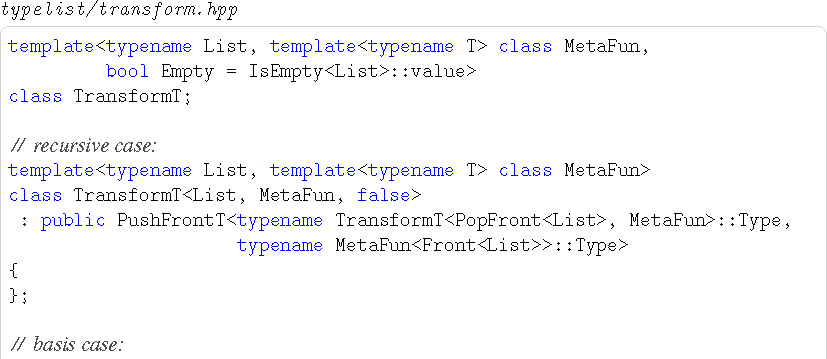 typelist/transform.hpp
template<typename List, template<typename T> class MetaFun,
bool Empty = IsEmpty<List>::value>
class TransformT;
// recursive case:
template<typename List, template<typename T> class MetaFun>
class TransformT<List, MetaFun, false>
: public PushFrontT<typename TransformT<PopFront<List>, MetaFun>::Type,
typename MetaFun<Front<List>>::Type>
{
};
// basis case: